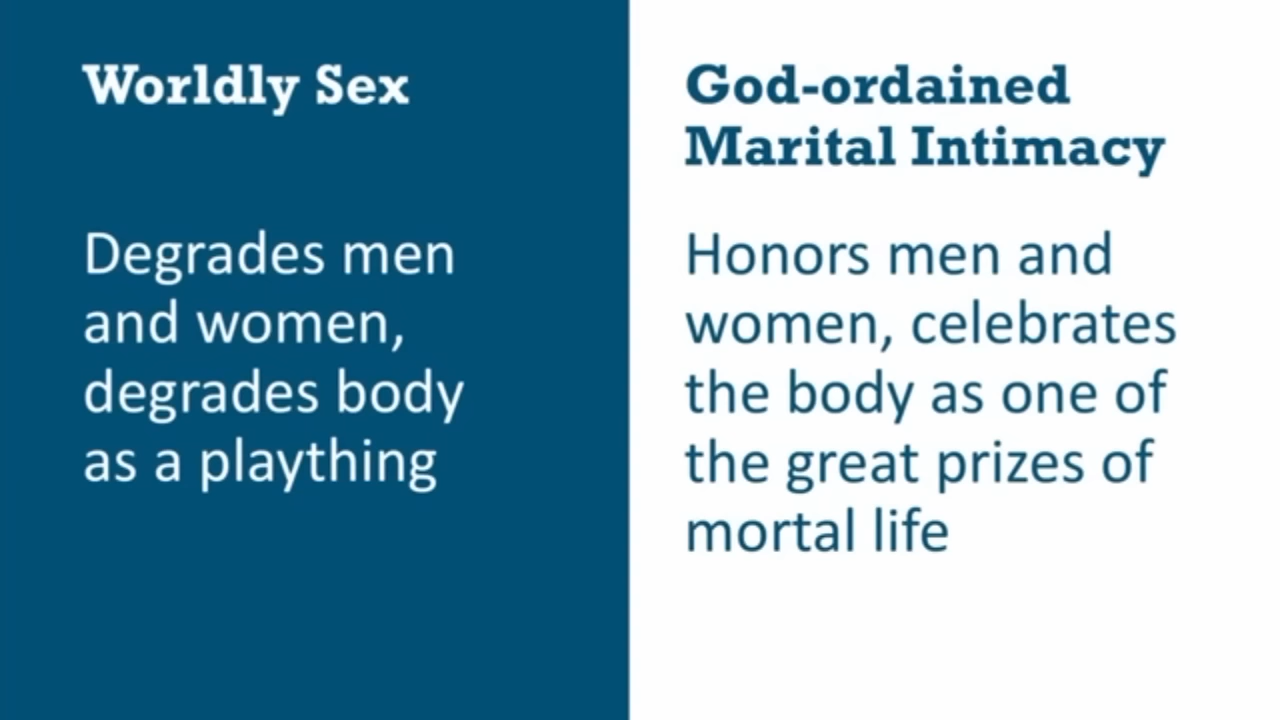 Worldly Sex
Degrades men
and women,
degrades body
as a plaything
God-ordained
Marital Intimacy
Honors men and
women, celebrates
the body as one of
the great prizes of
mortal life